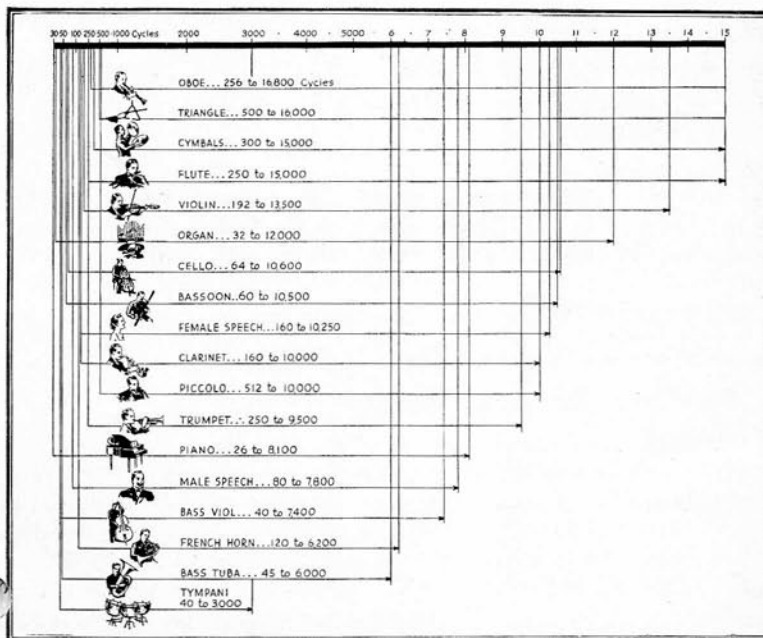 30 50 100 250 500 1000 Cycles 2000 3000 4000 5000 6 7 8 9 10 11 12 13 14 15
OBOE... 256 to 16,800 Cycles
TRIANGLE... 500 to 16,000
CYMBALS... 300 to 15,000
FLUTE... 250 to 15,000
VIOLIN... 192 to 13,500
ORGAN... 32 to 12,000
CELLO... 64 to 10,600
BASSOON.. 60 to 10,500
FEMALE SPEECH... 160 to 10,250
CLARINET... 160 to 10,000
PICCOLO... 512 to 10,000
TRUMPET... 250 to 9,500
PIANO... 26 to 8,100
MALE SPEECH... 80 to 7,800
BASS VIOL... 40 to 7,400
FRENCH HORN... 120 to 6,200
BASS TUBA... 45 to 6,000
TYMPANI
40 to 3,000